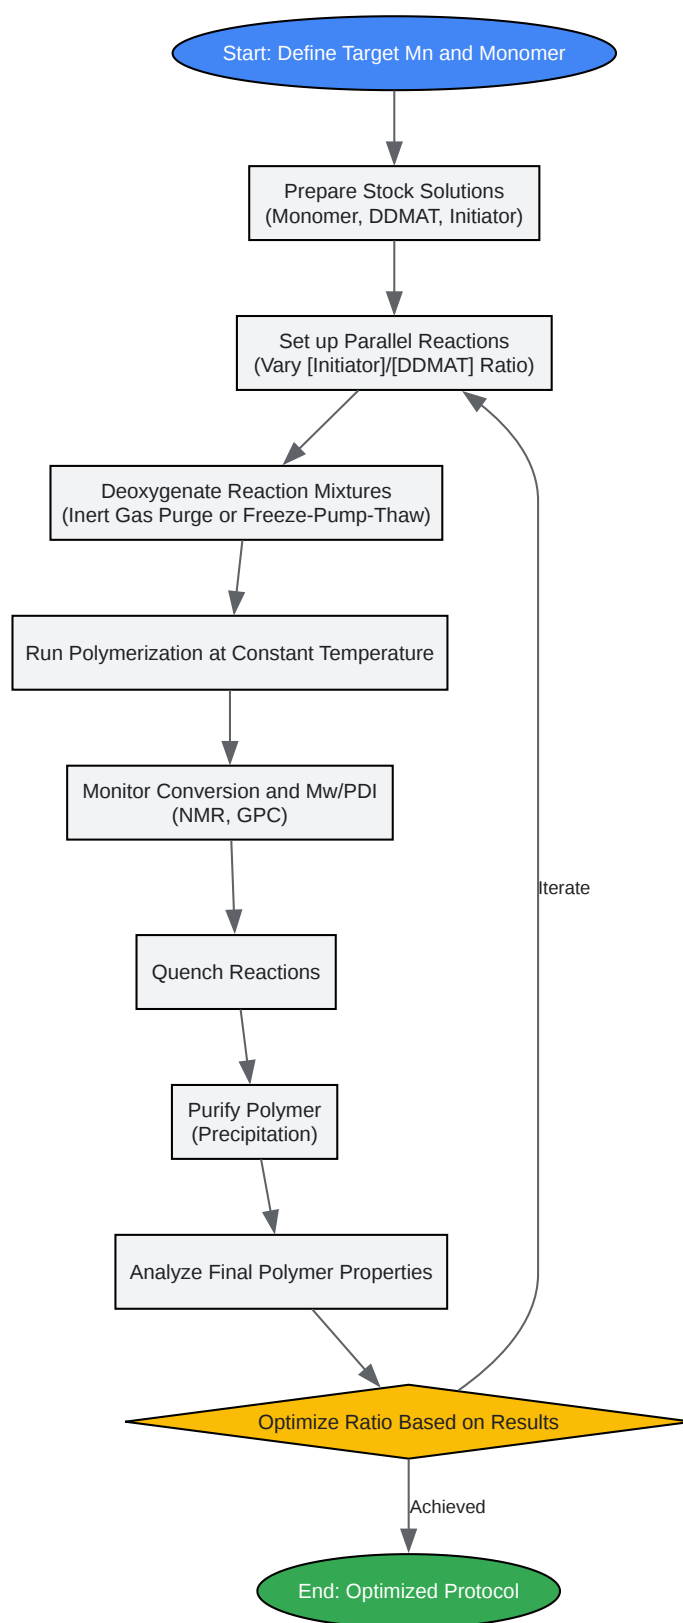 Start: Define Target Mn and Monomer
Prepare Stock Solutions
(Monomer, DDMAT, Initiator)
Set up Parallel Reactions
(Vary [Initiator]/[DDMAT] Ratio)
Deoxygenate Reaction Mixtures
(Inert Gas Purge or Freeze-Pump-Thaw)
Run Polymerization at Constant Temperature
Monitor Conversion and Mw/PDI
(NMR, GPC)
Iterate
Quench Reactions
Purify Polymer
(Precipitation)
Analyze Final Polymer Properties
Optimize Ratio Based on Results
Achieved
End: Optimized Protocol